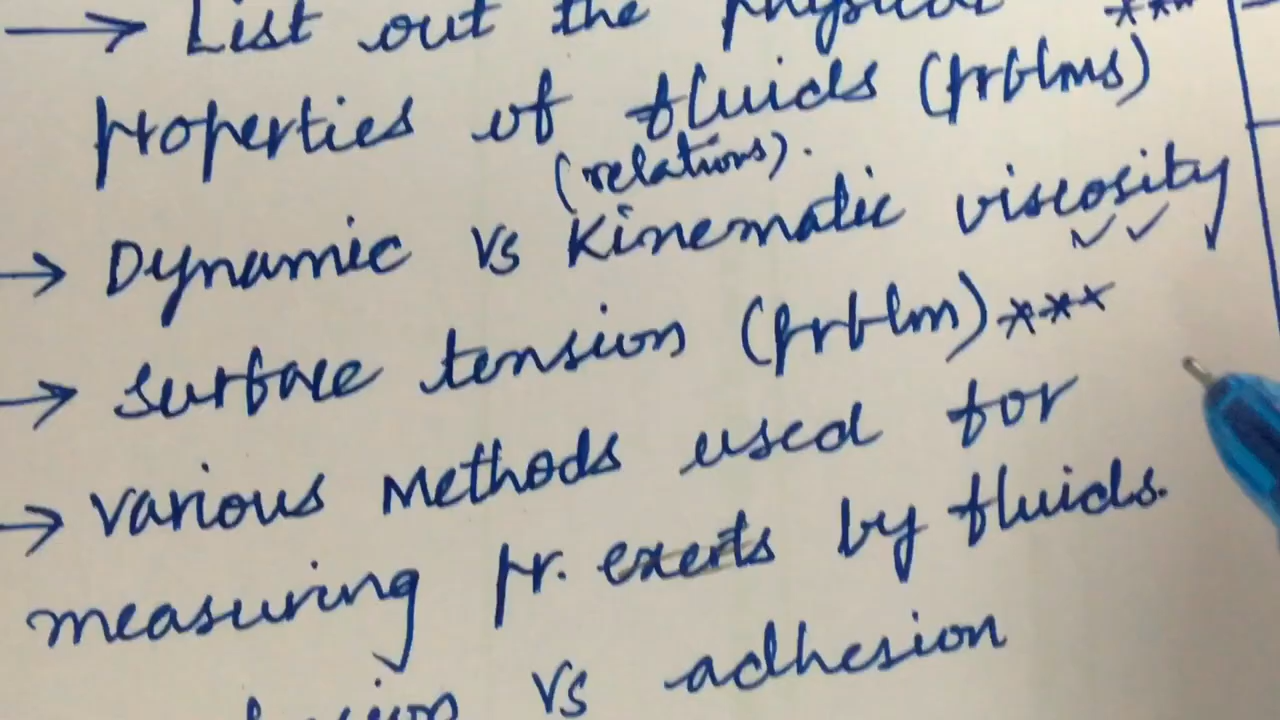 → List out the physical ***
properties of fluids (prblms)
(relations).
→ Dynamic vs Kinematic viscosity ✓✓
→ surface tension (prblm) ***
→ various Methods used for
measuring pr. exerts by fluids.
vs adhesion